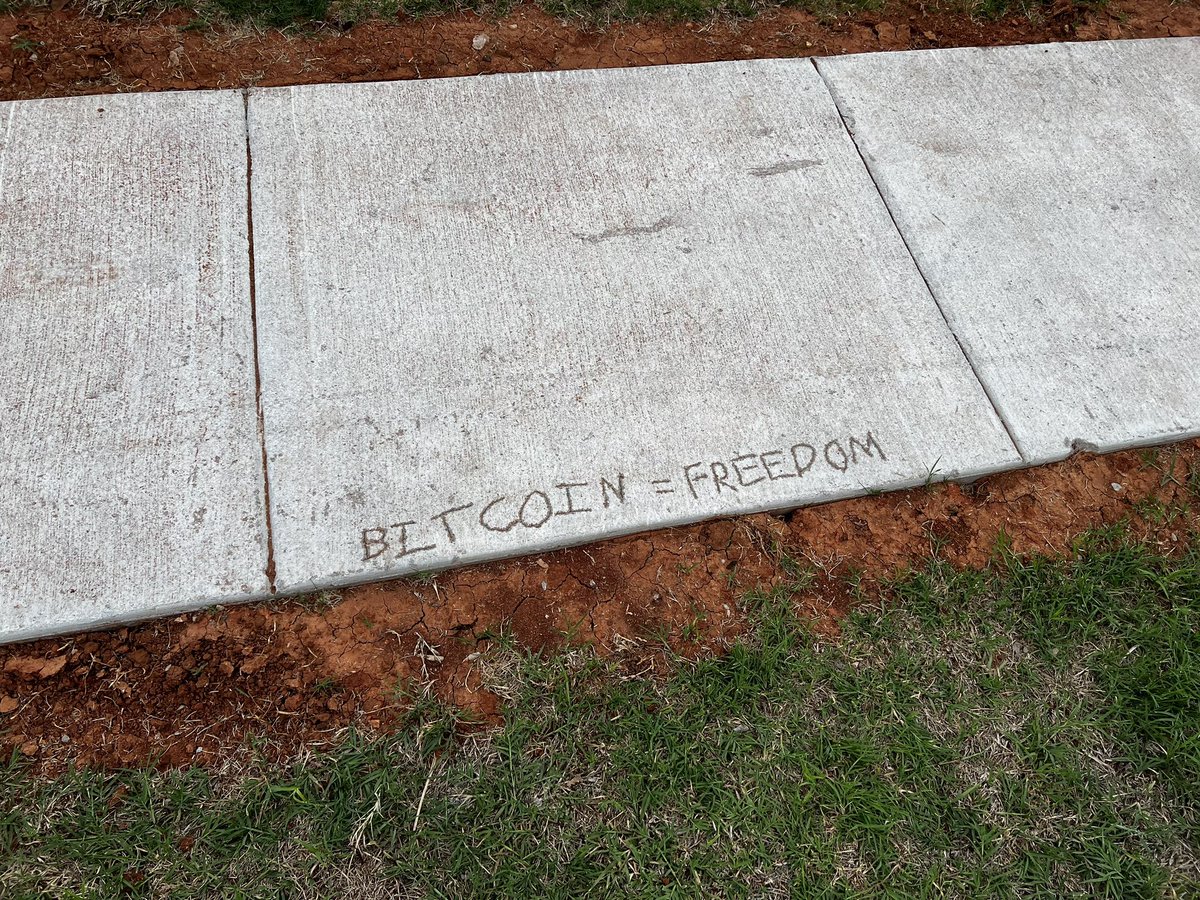 BITCOIN = FREEDOM